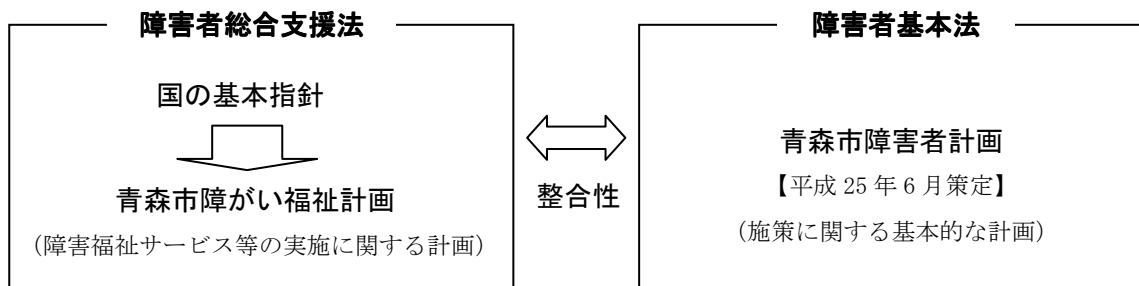 障害者総合支援法
国の基本指針
青森市障がい福祉計画
（障害福祉サービス等の実施に関する計画）
整合性
障害者基本法
青森市障害者計画
【平成 25 年 6 月策定】
（施策に関する基本的な計画）